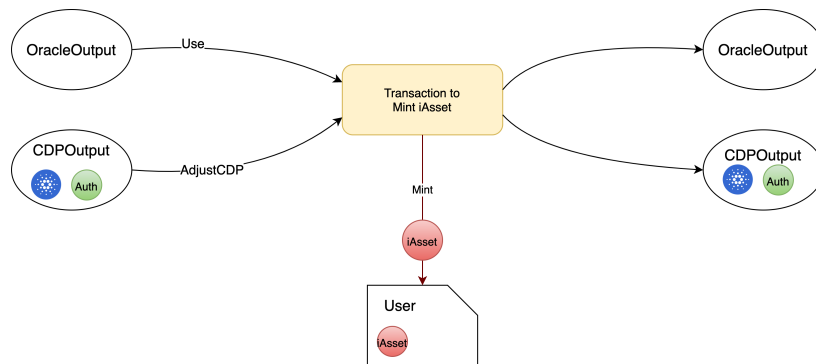 OracleOutput
Use
OracleOutput
Transaction to
Mint iAsset
CDPOutput
Auth
AdjustCDP
CDPOutput
Auth
Mint
iAsset
User
iAsset